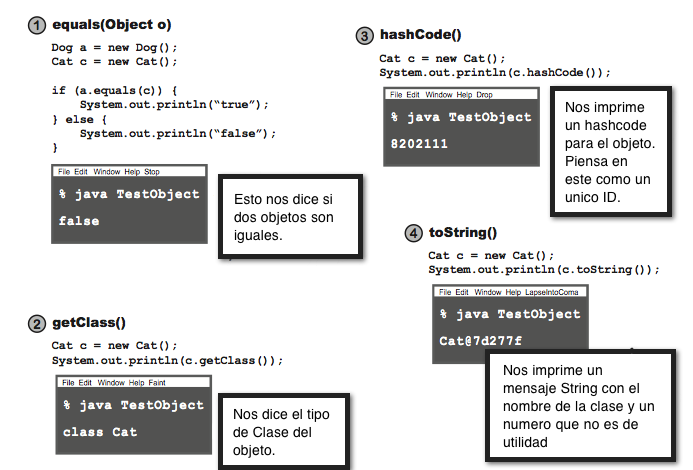 1 equals(Object o)
Dog a = new Dog();
Cat c = new Cat();
if (a.equals(c)) {
System.out.println(“true”);
} else {
System.out.println(“false”);
}
File Edit Window Help Stop
% java TestObject
false
Esto nos dice si
dos objetos son
iguales.
2 getClass()
Cat c = new Cat();
System.out.println(c.getClass());
File Edit Window Help Faint
% java TestObject
class Cat
Nos dice el tipo
de Clase del
objeto.
3 hashCode()
Cat c = new Cat();
System.out.println(c.hashCode());
File Edit Window Help Drop
% java TestObject
8202111
Nos imprime
un hashcode
para el objeto.
Piensa en
este como un
unico ID.
4 toString()
Cat c = new Cat();
System.out.println(c.toString());
File Edit Window Help LapseIntoComa
% java TestObject
Cat@7d277f
Nos imprime un
mensaje String con el
nombre de la clase y un
numero que no es de
utilidad